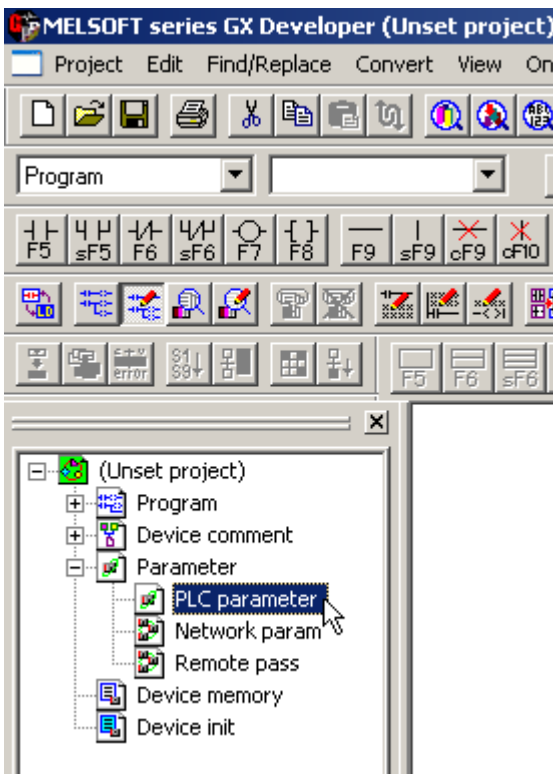 MELSOFT series GX Developer (Unset project)
Project Edit Find/Replace Convert View On
Program
F5 sF5 F6 sF6 F7 F8 F9 sF9 cF9 cF10
LD
error S1 S9
F5 F6 sF6
(Unset project)
Program
Device comment
Parameter
PLC parameter
Network param
Remote pass
Device memory
Device init